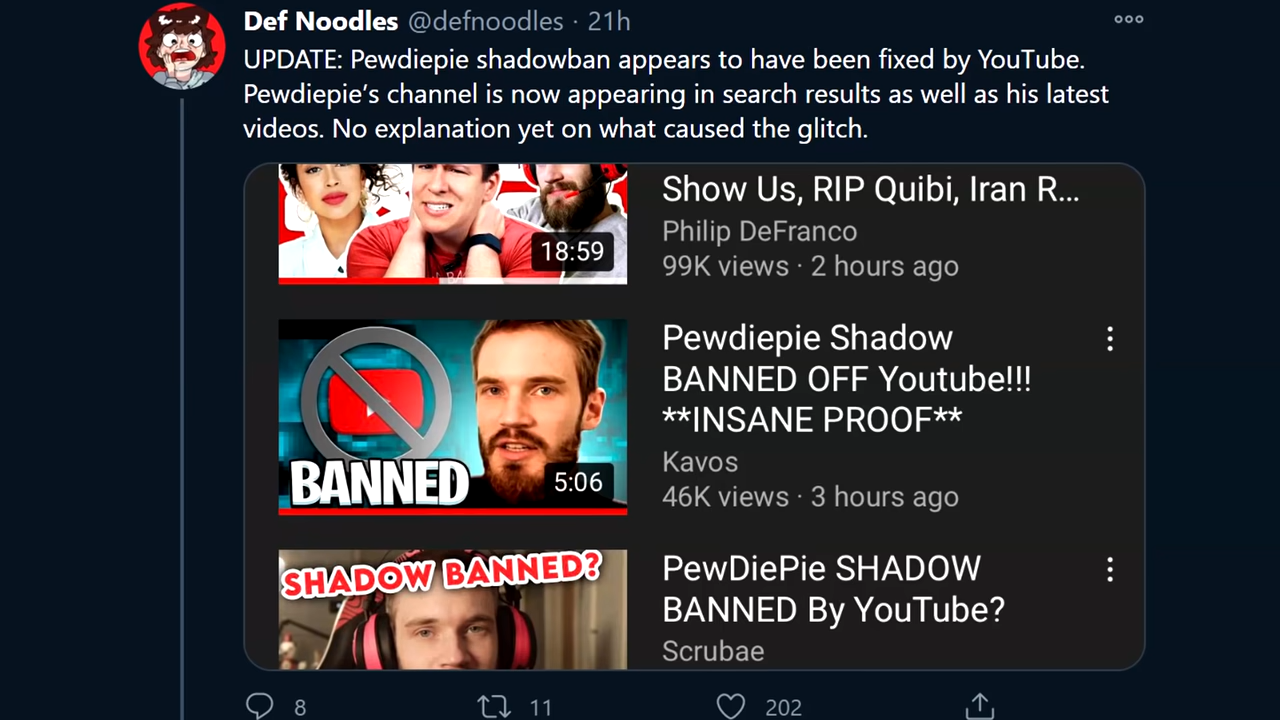 Def Noodles @defnoodles · 21h
UPDATE: Pewdiepie shadowban appears to have been fixed by YouTube.
Pewdiepie’s channel is now appearing in search results as well as his latest
videos. No explanation yet on what caused the glitch.
Show Us, RIP Quibi, Iran R...
Philip DeFranco
99K views · 2 hours ago
18:59
Pewdiepie Shadow
BANNED OFF Youtube!!!
**INSANE PROOF**
Kavos
46K views · 3 hours ago
BANNED
5:06
SHADOW BANNED?
PewDiePie SHADOW
BANNED By YouTube?
Scrubae
8 11 202